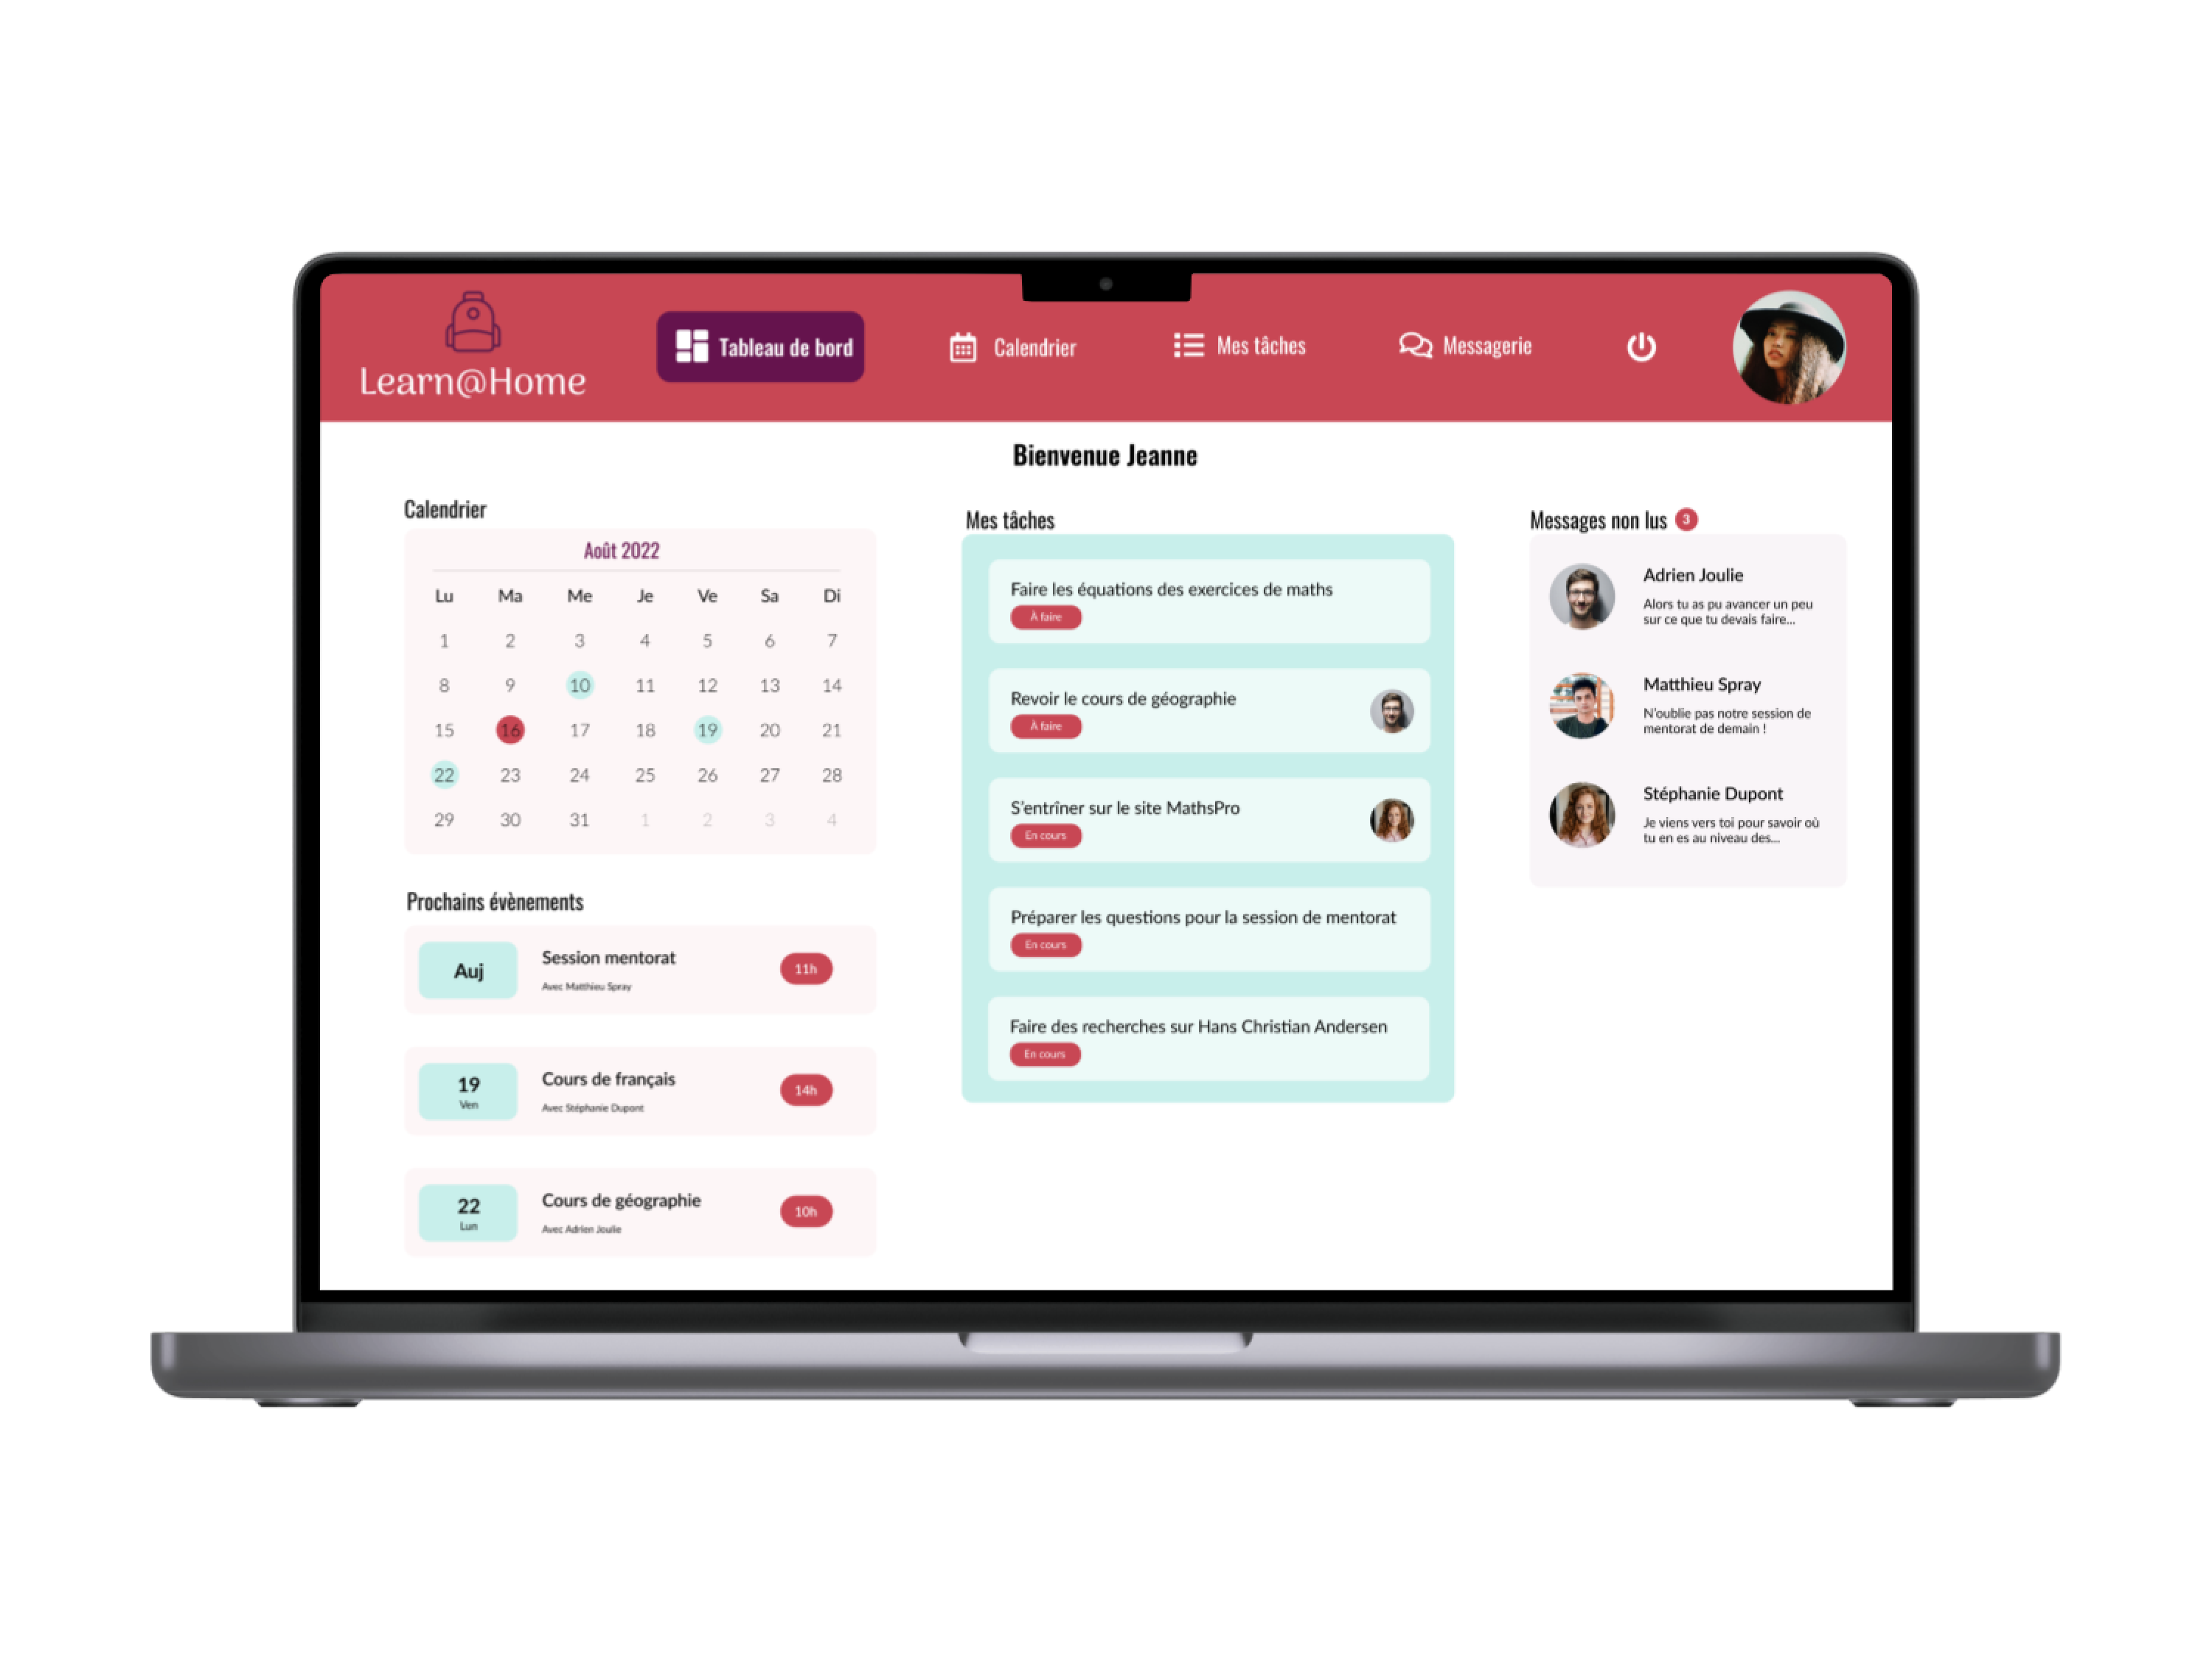 Learn@Home
Tableau de bord
Calendrier
Mes tâches
Messagerie
Bienvenue Jeanne
Calendrier
Août 2022
Lu Ma Me Je Ve Sa Di
1 2 3 4 5 6 7
8 9 10 11 12 13 14
15 16 17 18 19 20 21
22 23 24 25 26 27 28
29 30 31 1 2 3 4
Prochains évènements
Auj
Session mentorat
Avec Matthieu Spray
11h
19
Ven
Cours de français
Avec Stéphanie Dupont
14h
22
Lun
Cours de géographie
Avec Adrien Joulie
10h
Mes tâches
Faire les équations des exercices de maths
À faire
Revoir le cours de géographie
À faire
S'entrîner sur le site MathsPro
En cours
Préparer les questions pour la session de mentorat
En cours
Faire des recherches sur Hans Christian Andersen
En cours
Messages non lus 3
Adrien Joulie
Alors tu as pu avancer un peu
sur ce que tu devais faire...
Matthieu Spray
N'oublie pas notre session de
mentorat de demain !
Stéphanie Dupont
Je viens vers toi pour savoir où
tu en es au niveau des...